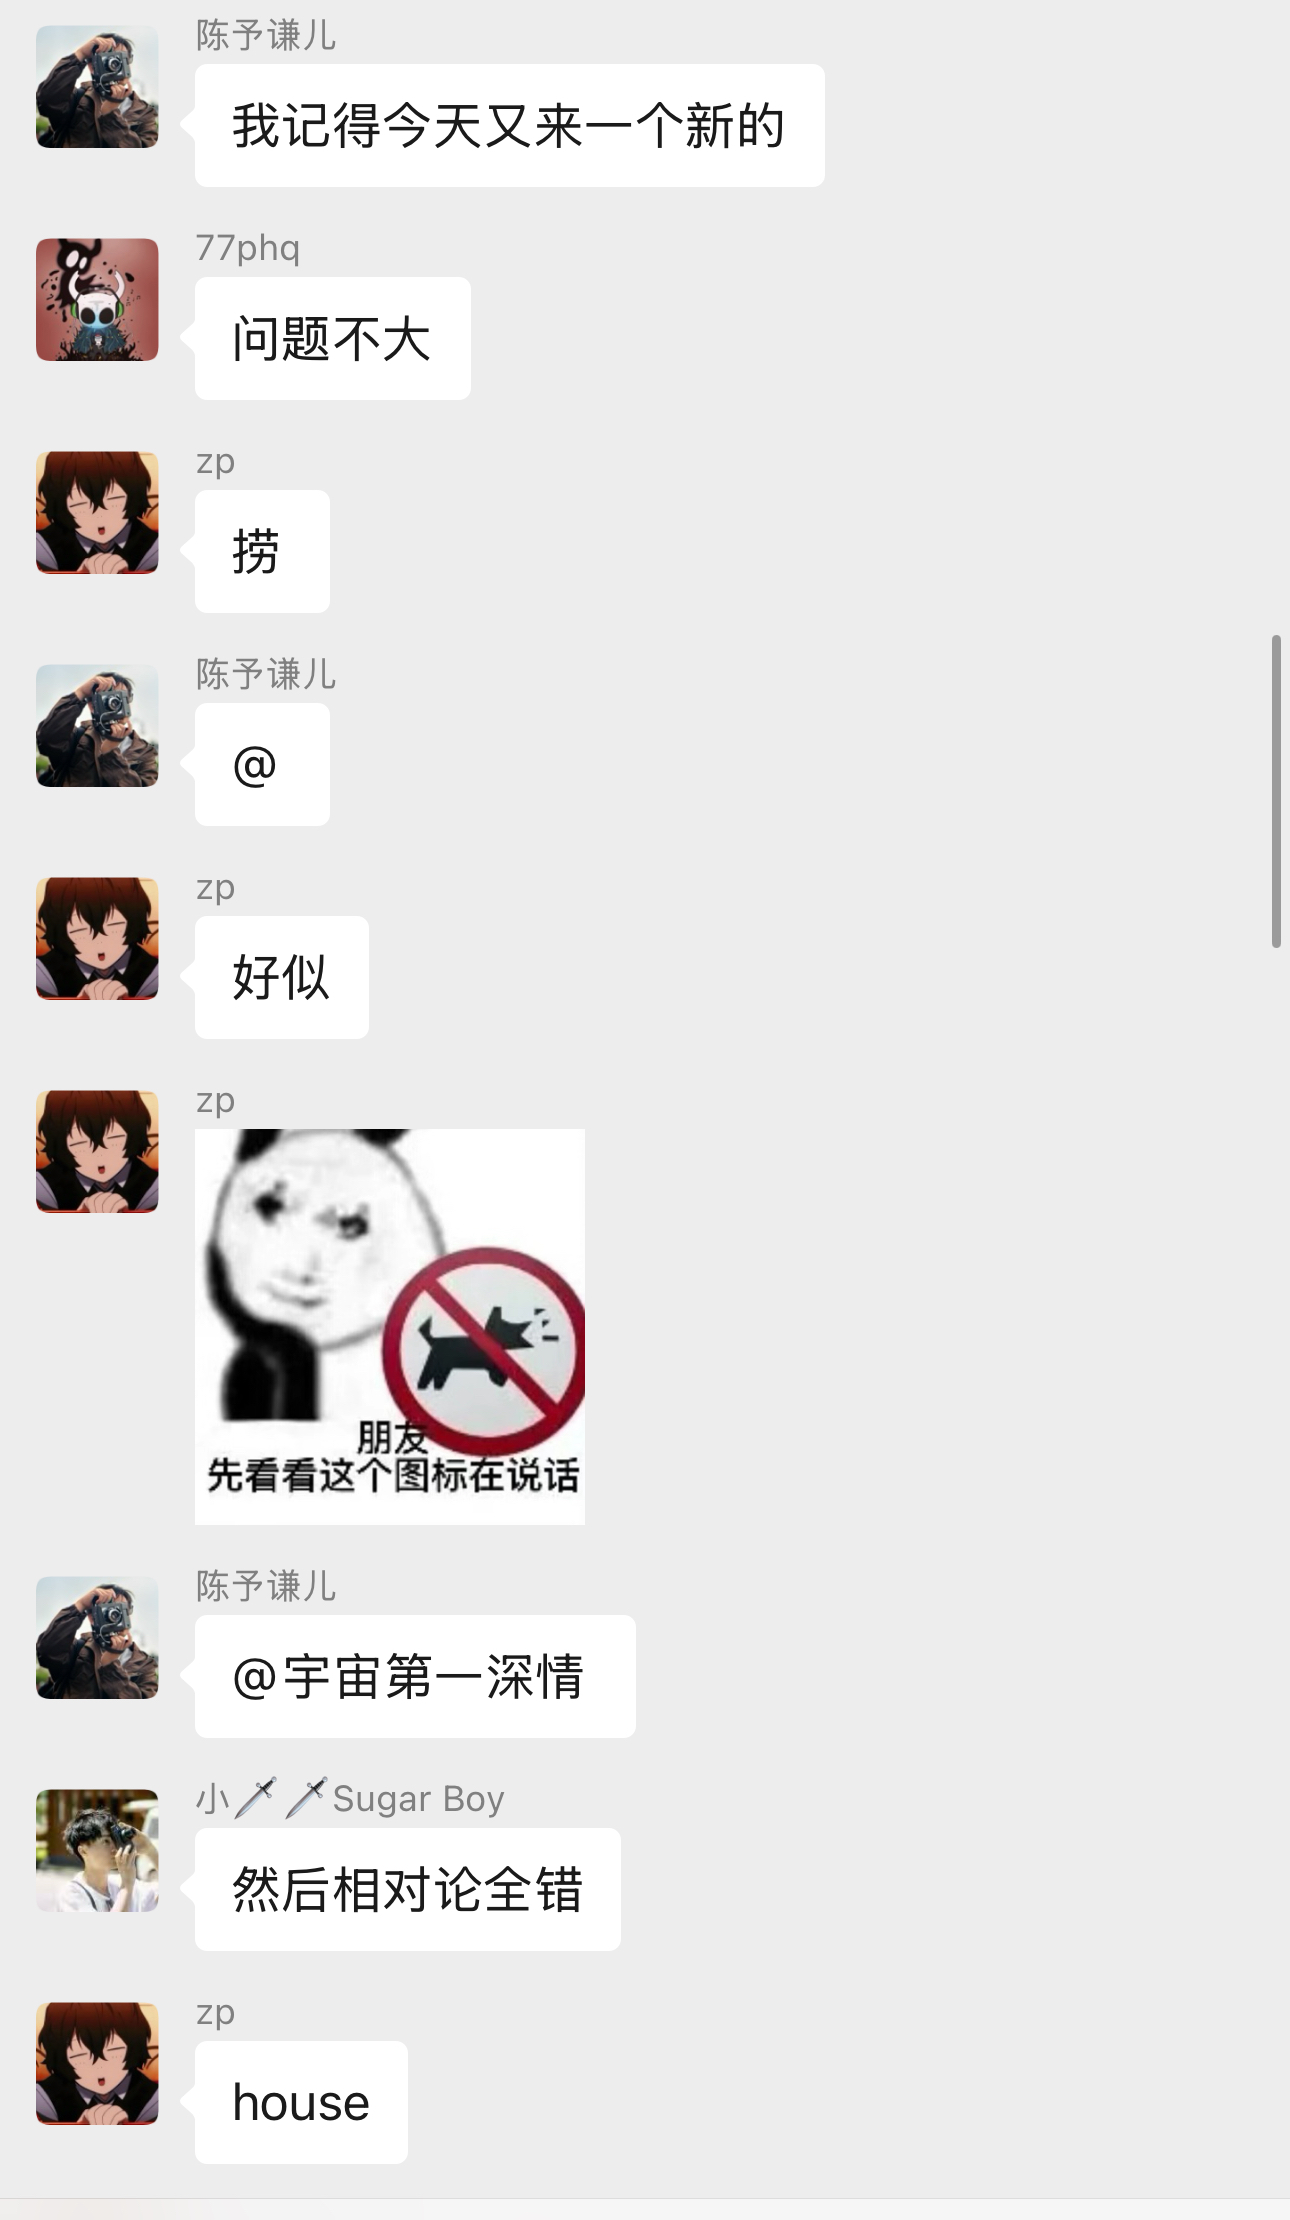 陈予谦儿
我记得今天又来一个新的
77phq
问题不大
zp
捞
陈予谦儿
@
zp
好似
zp
朋友
先看看这个图标在说话
陈予谦儿
@宇宙第一深情
小🗡🗡Sugar Boy
然后相对论全错
zp
house